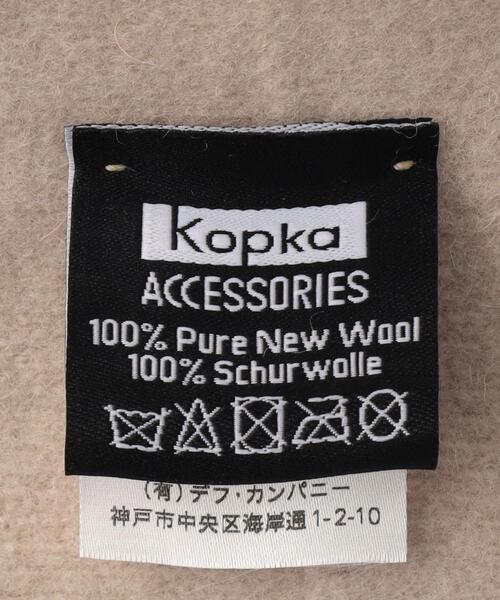 Kopka
ACCESSORIES
100% Pure New Wool
100% Schurwolle
(有)デフ・カンパニー
神戸市中央区海岸通1-2-10